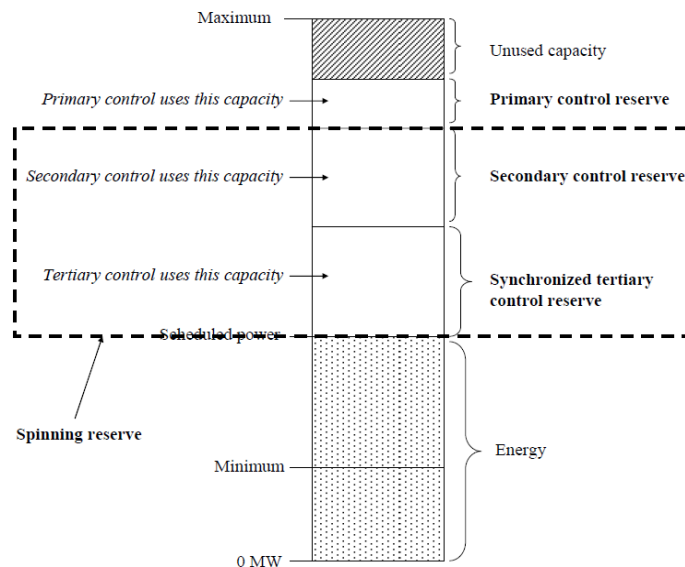 Maximum
Unused capacity
Primary control uses this capacity
Primary control reserve
Secondary control uses this capacity
Secondary control reserve
Tertiary control uses this capacity
Synchronized tertiary
control reserve
Scheduled power
Spinning reserve
Energy
Minimum
0 MW